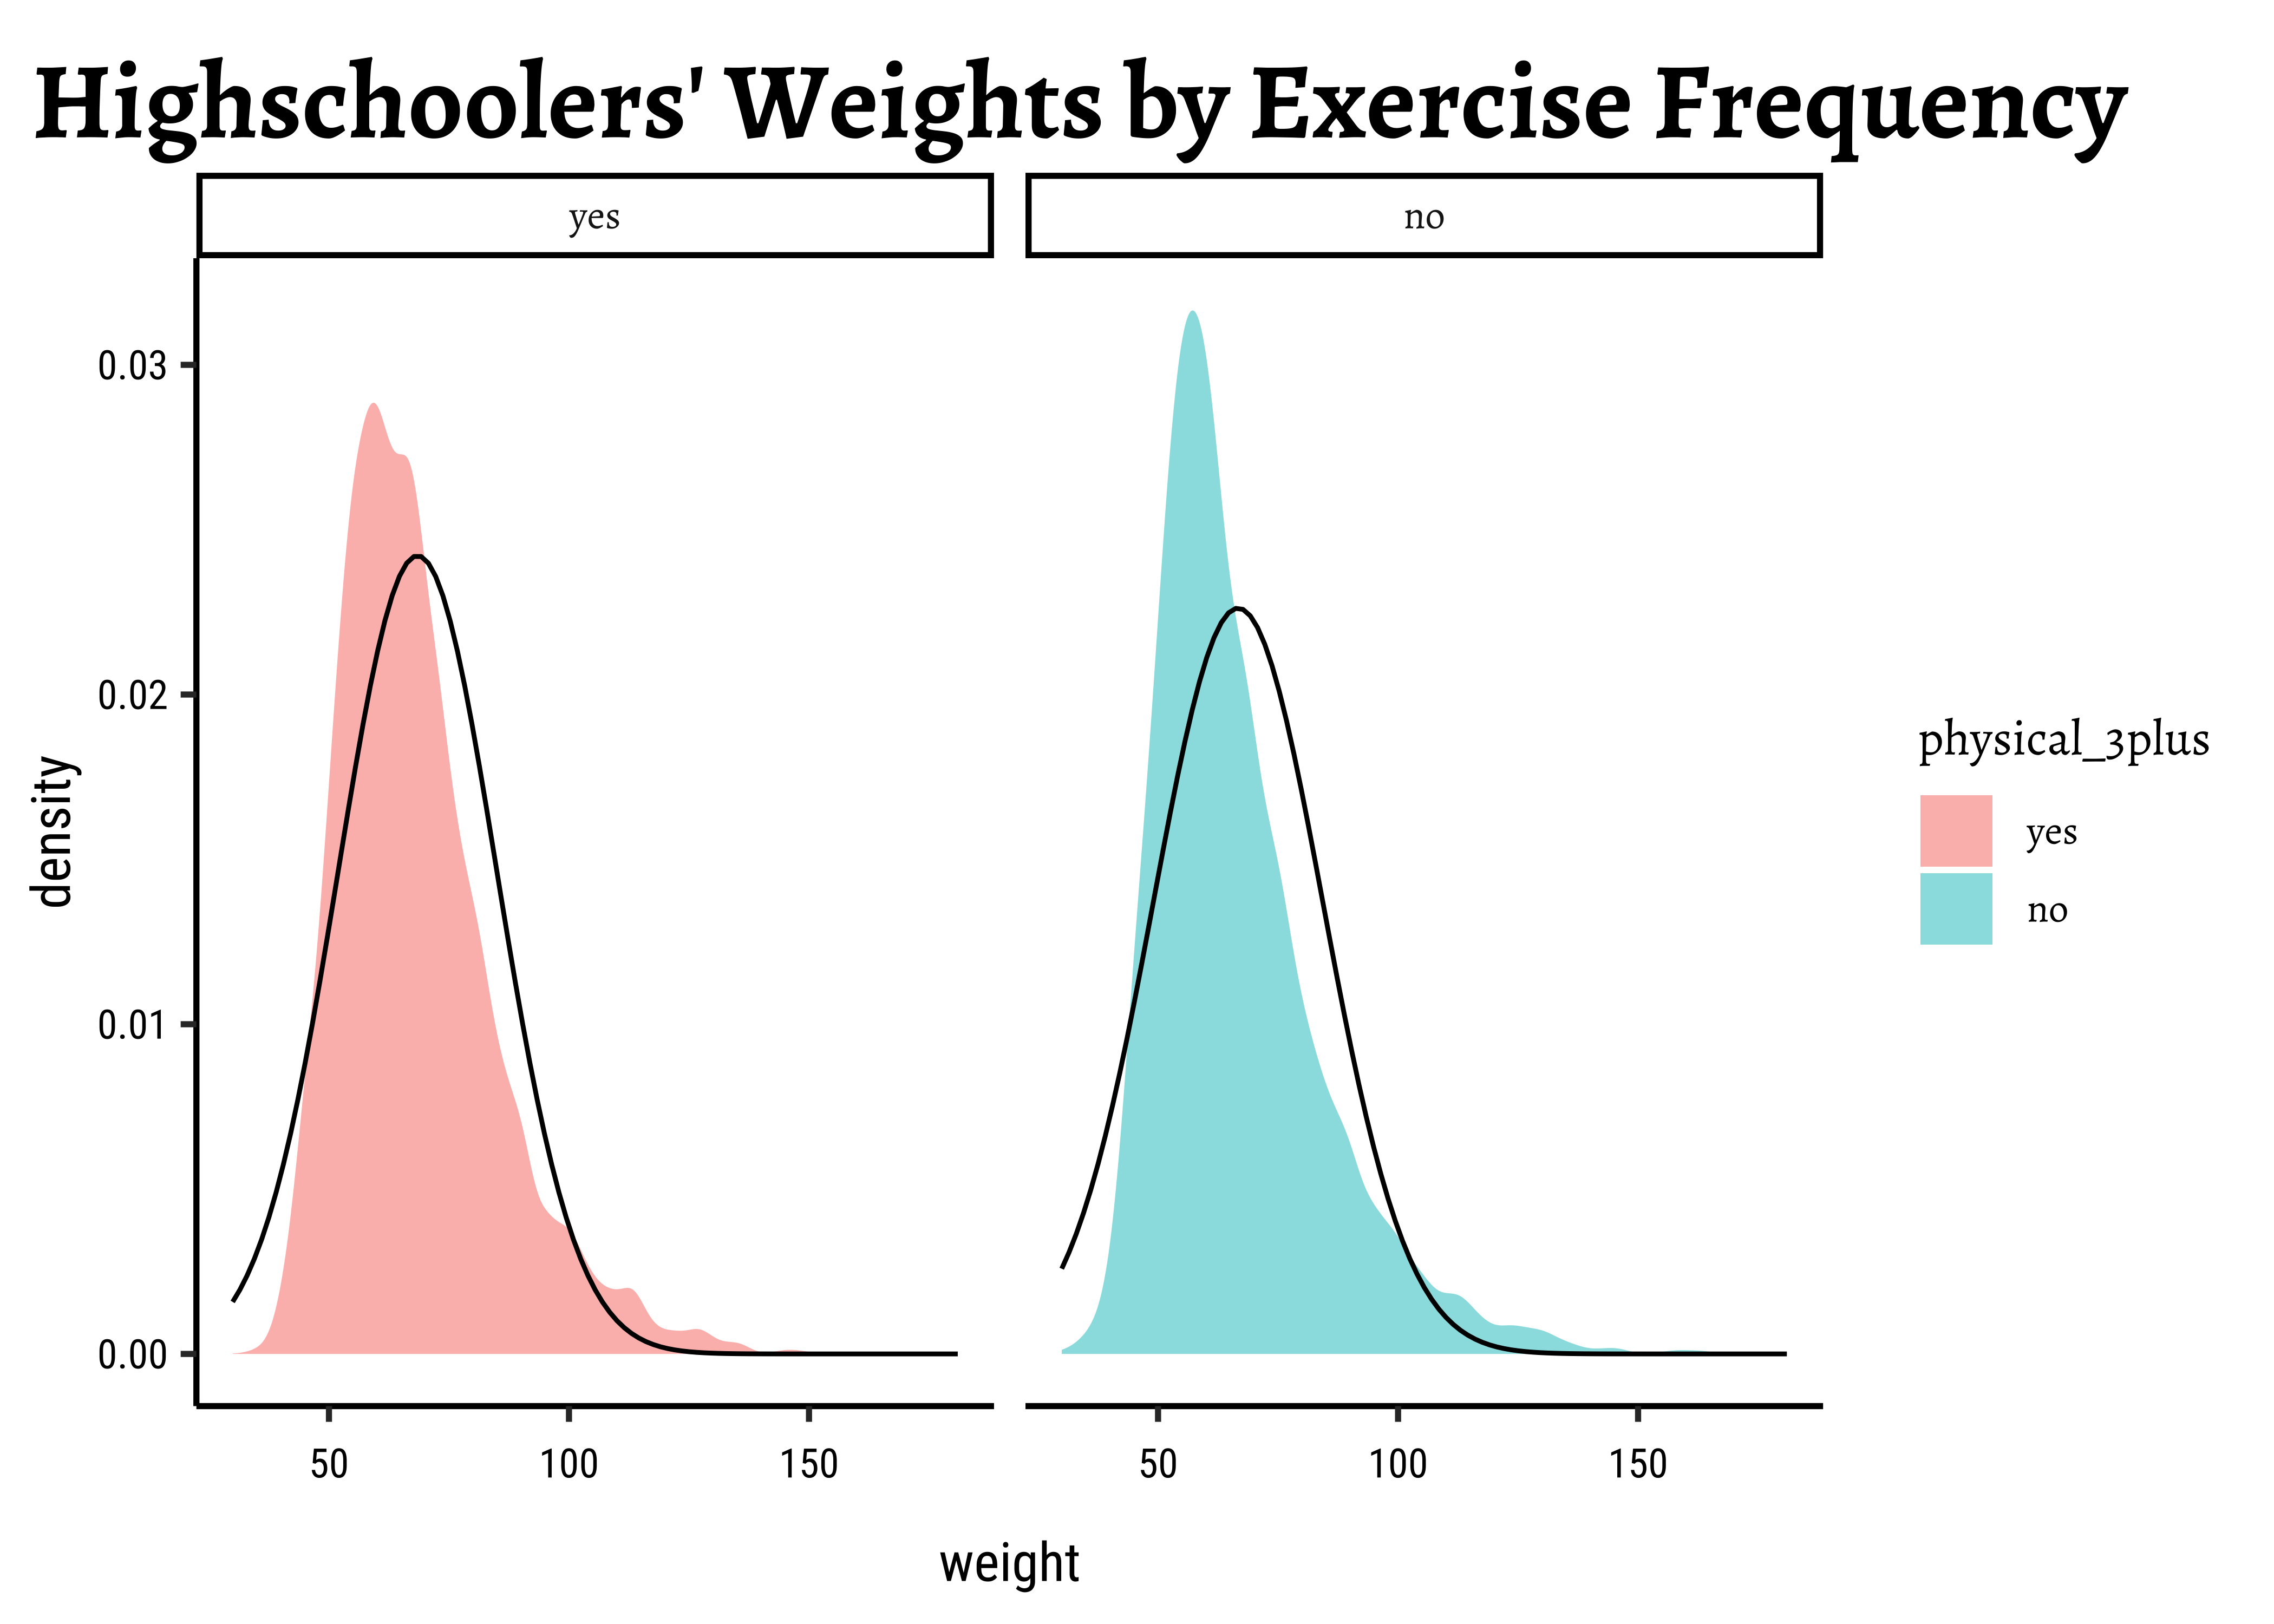 Highschoolers' Weights by Exercise Frequency
yes
no
0.03
0.02
0.01
0.00
density
50
100
150
50
100
150
weight
physical_3plus
yes
no